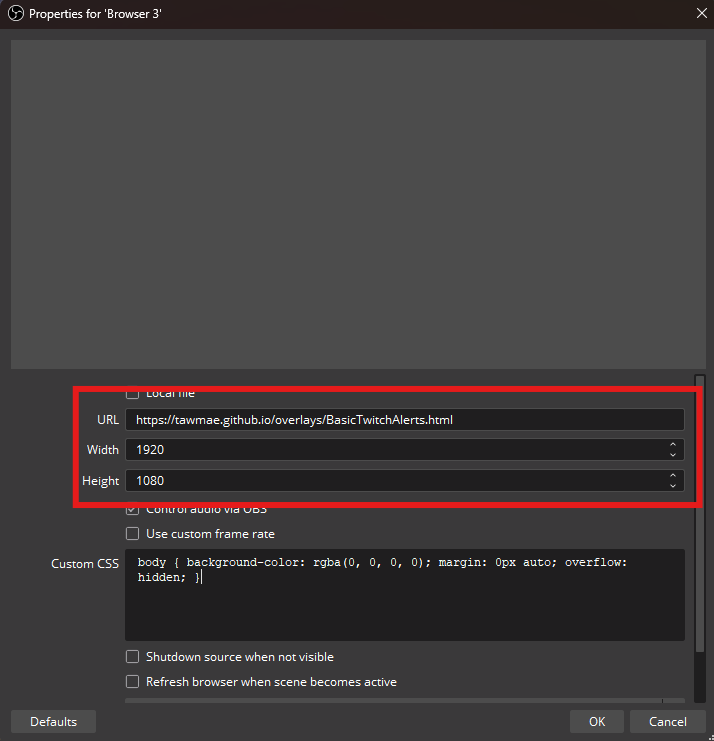 Properties for 'Browser 3'
Local file
URL https://tawmae.github.io/overlays/BasicTwitchAlerts.html
Width 1920
Height 1080
Control audio via OBS
Use custom frame rate
Custom CSS body { background-color: rgba(0, 0, 0, 0); margin: 0px auto; overflow:
hidden; }
Shutdown source when not visible
Refresh browser when scene becomes active
Defaults OK Cancel